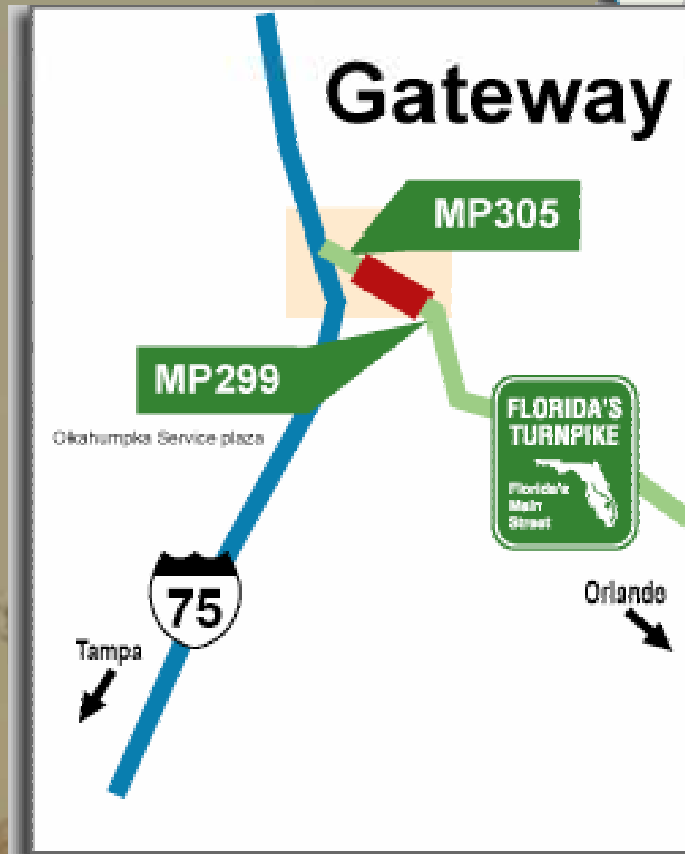 Gateway
MP305
MP299
Okahumpka Service plaza
FLORIDA'S
TURNPIKE
Florida's
Main
Street
75
Orlando
Tampa